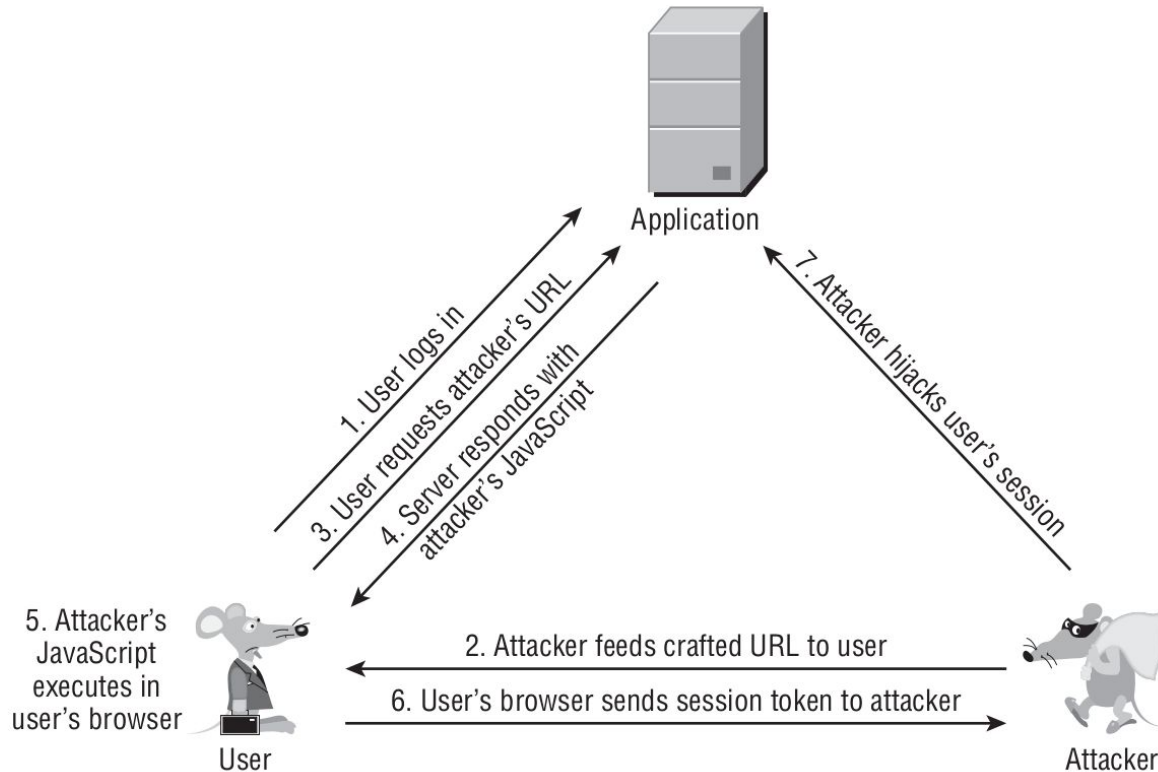 Application
1. User logs in
3. User requests attacker’s URL
4. Server responds with
attacker’s JavaScript
7. Attacker hijacks user’s session
5. Attacker’s
JavaScript
executes in
user’s browser
2. Attacker feeds crafted URL to user
6. User’s browser sends session token to attacker
User
Attacker